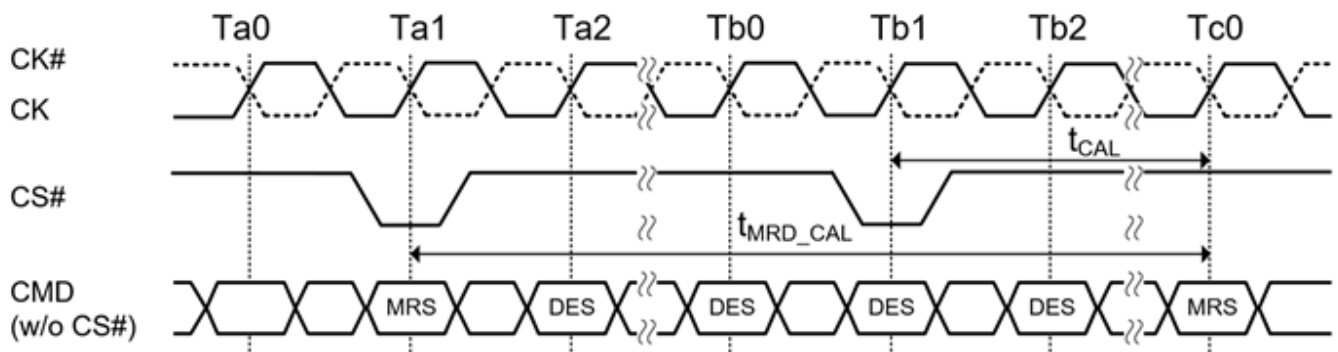 Ta0 Ta1 Ta2 Tb0 Tb1 Tb2 Tc0
CK#
CK
tCAL
CS#
tMRD_CAL
CMD MRS DES DES DES DES MRS
(w/o CS#)